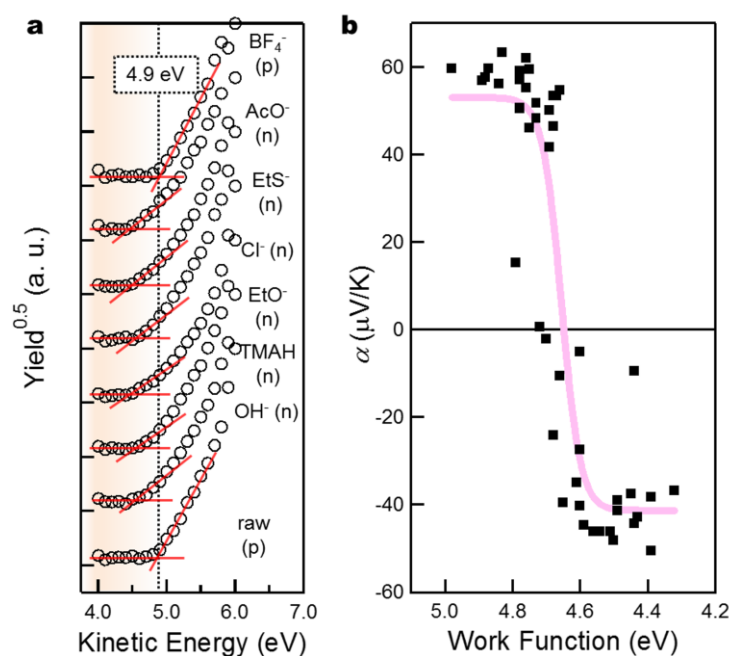 a
4.9 eV
BF₄⁻
(p)
AcO⁻
(n)
EtS⁻
(n)
Cl⁻ (n)
EtO⁻
(n)
TMAH
(n)
OH⁻ (n)
raw
(p)
Yield⁰·⁵ (a. u.)
4.0 5.0 6.0 7.0
Kinetic Energy (eV)
b
60
40
20
0
-20
-40
-60
α (μV/K)
5.0 4.8 4.6 4.4 4.2
Work Function (eV)